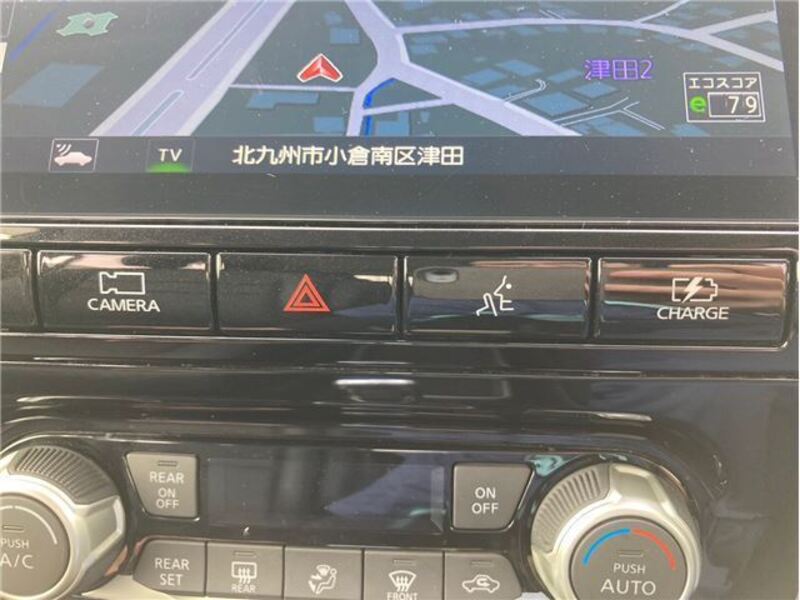 津田2
エコスコア
e 79
TV
北九州市小倉南区津田
CAMERA
CHARGE
REAR
ON
OFF
ON
OFF
PUSH
A/C
REAR
SET
REAR
FRONT
PUSH
AUTO